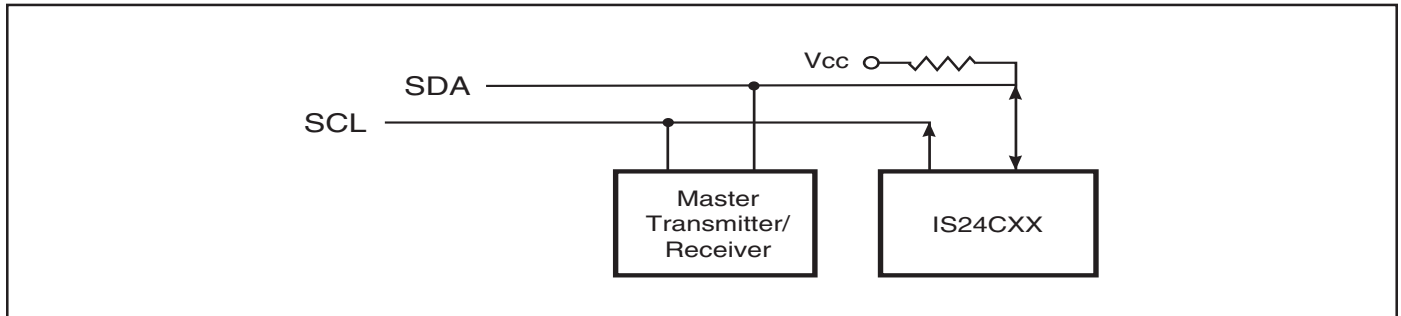 Vcc
SDA
SCL
Master
Transmitter/
Receiver
IS24CXX